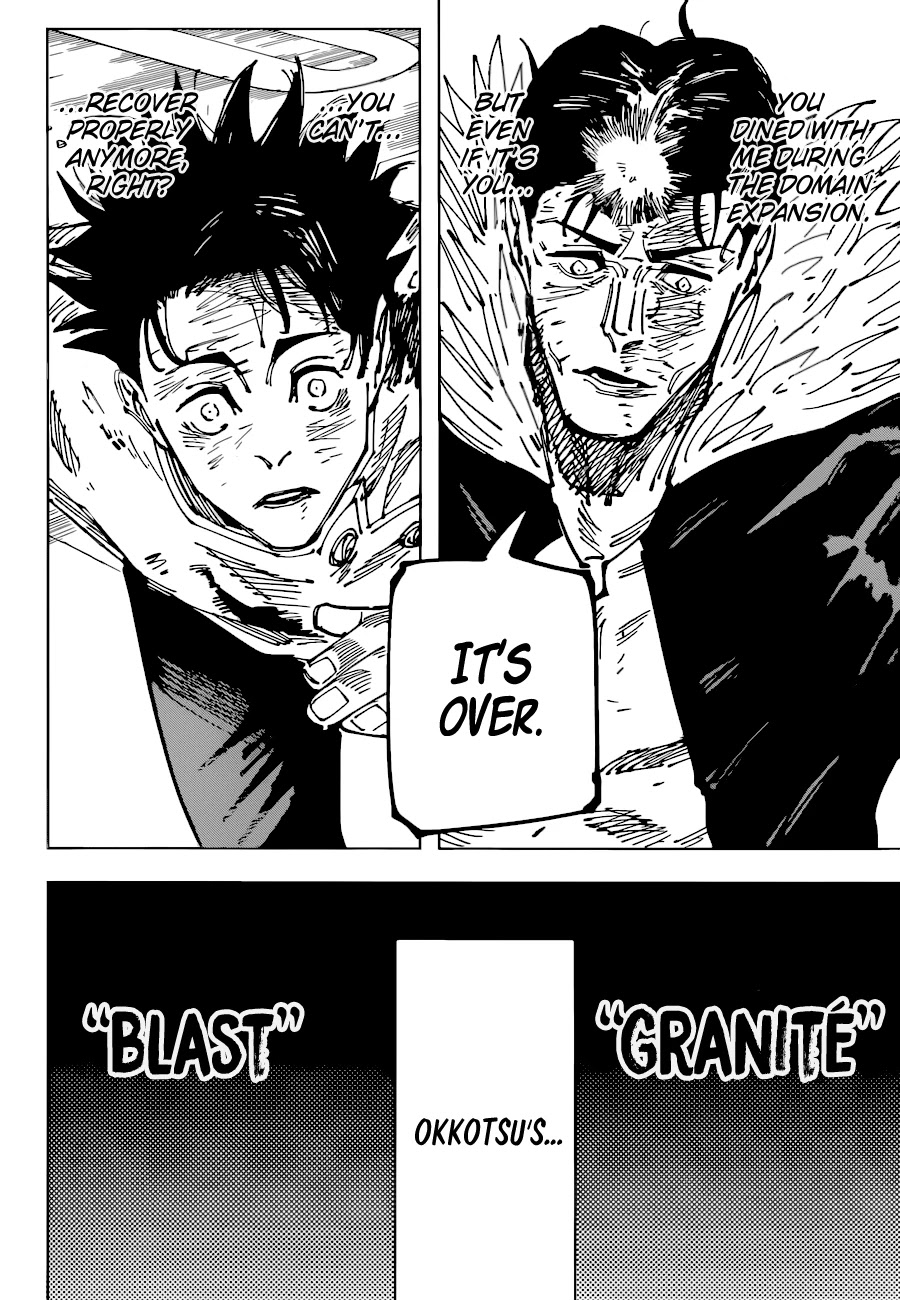 YOU
DINED WITH
ME DURING
THE DOMAIN
EXPANSION.
BUT
EVEN
IF IT'S
YOU...
...YOU
CAN'T...
...RECOVER
PROPERLY
ANYMORE,
RIGHT?
IT'S
OVER.
"GRANITÉ
OKKOTSU'S...
"BLAST"